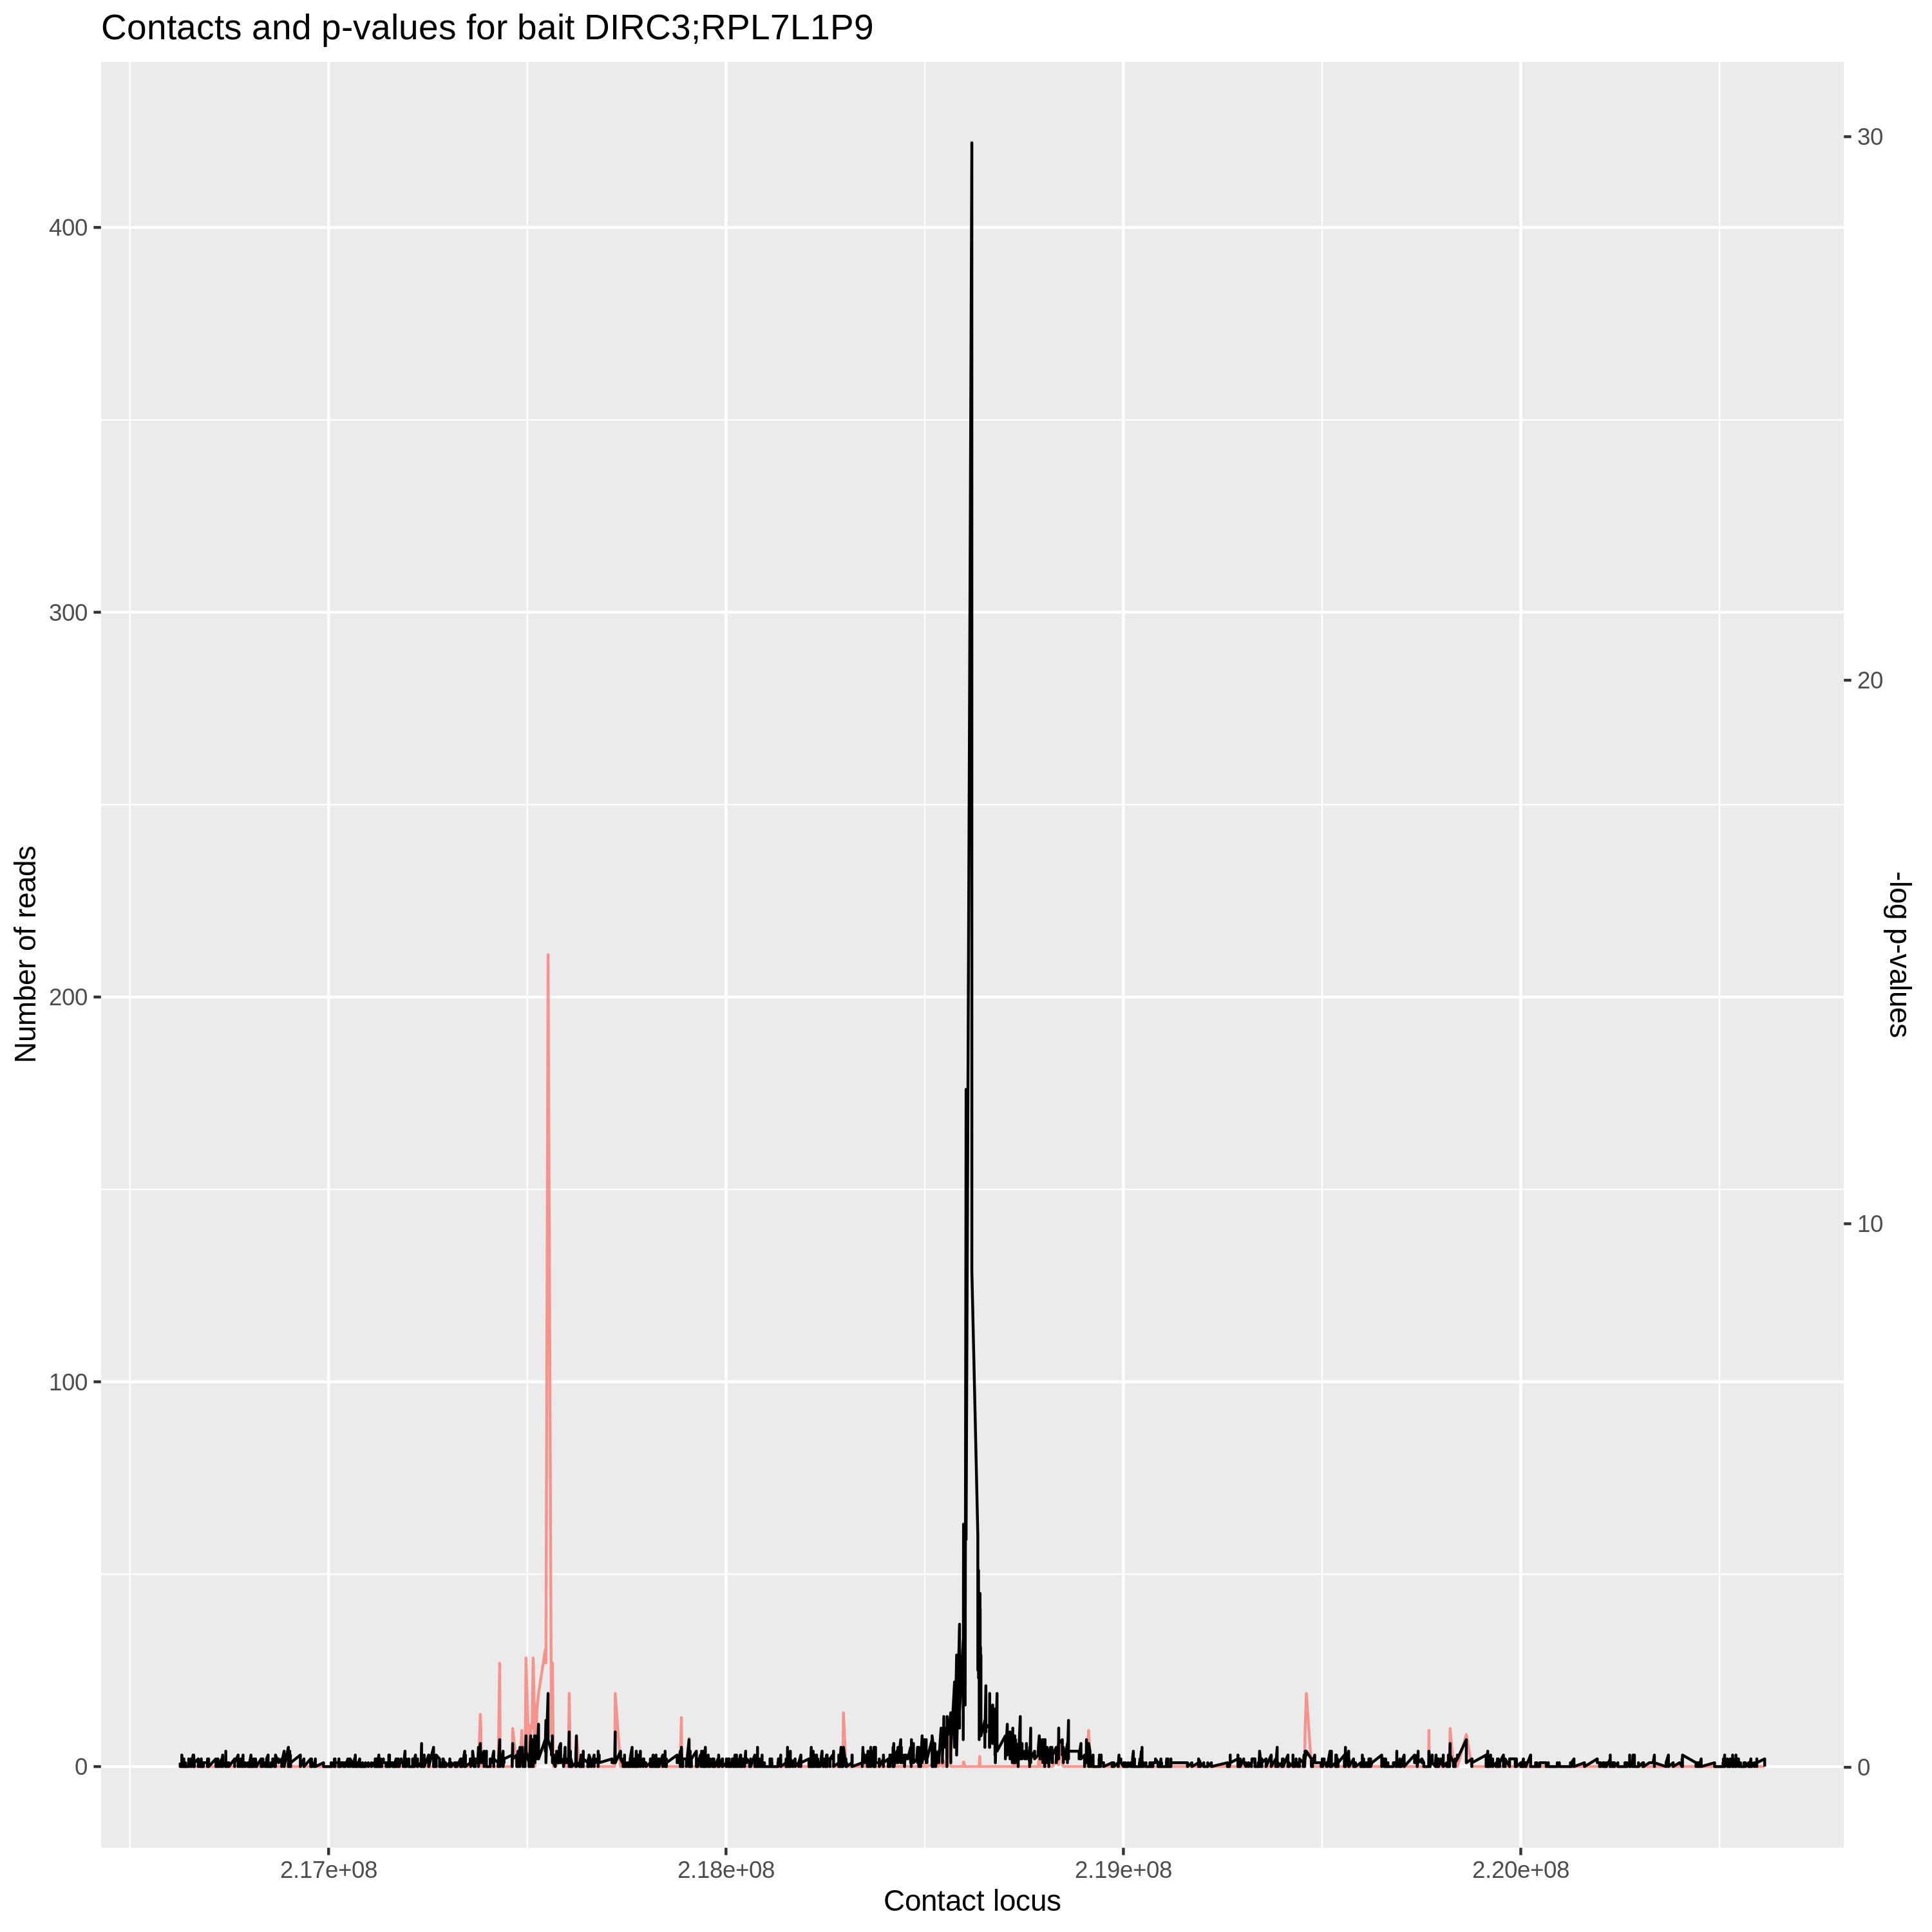 Contacts and p-values for bait DIRC3;RPL7L1P9
Number of reads
400
300
200
100
0
30
20
10
0
-log p-values
2.17e+08
2.18e+08
2.19e+08
2.20e+08
Contact locus